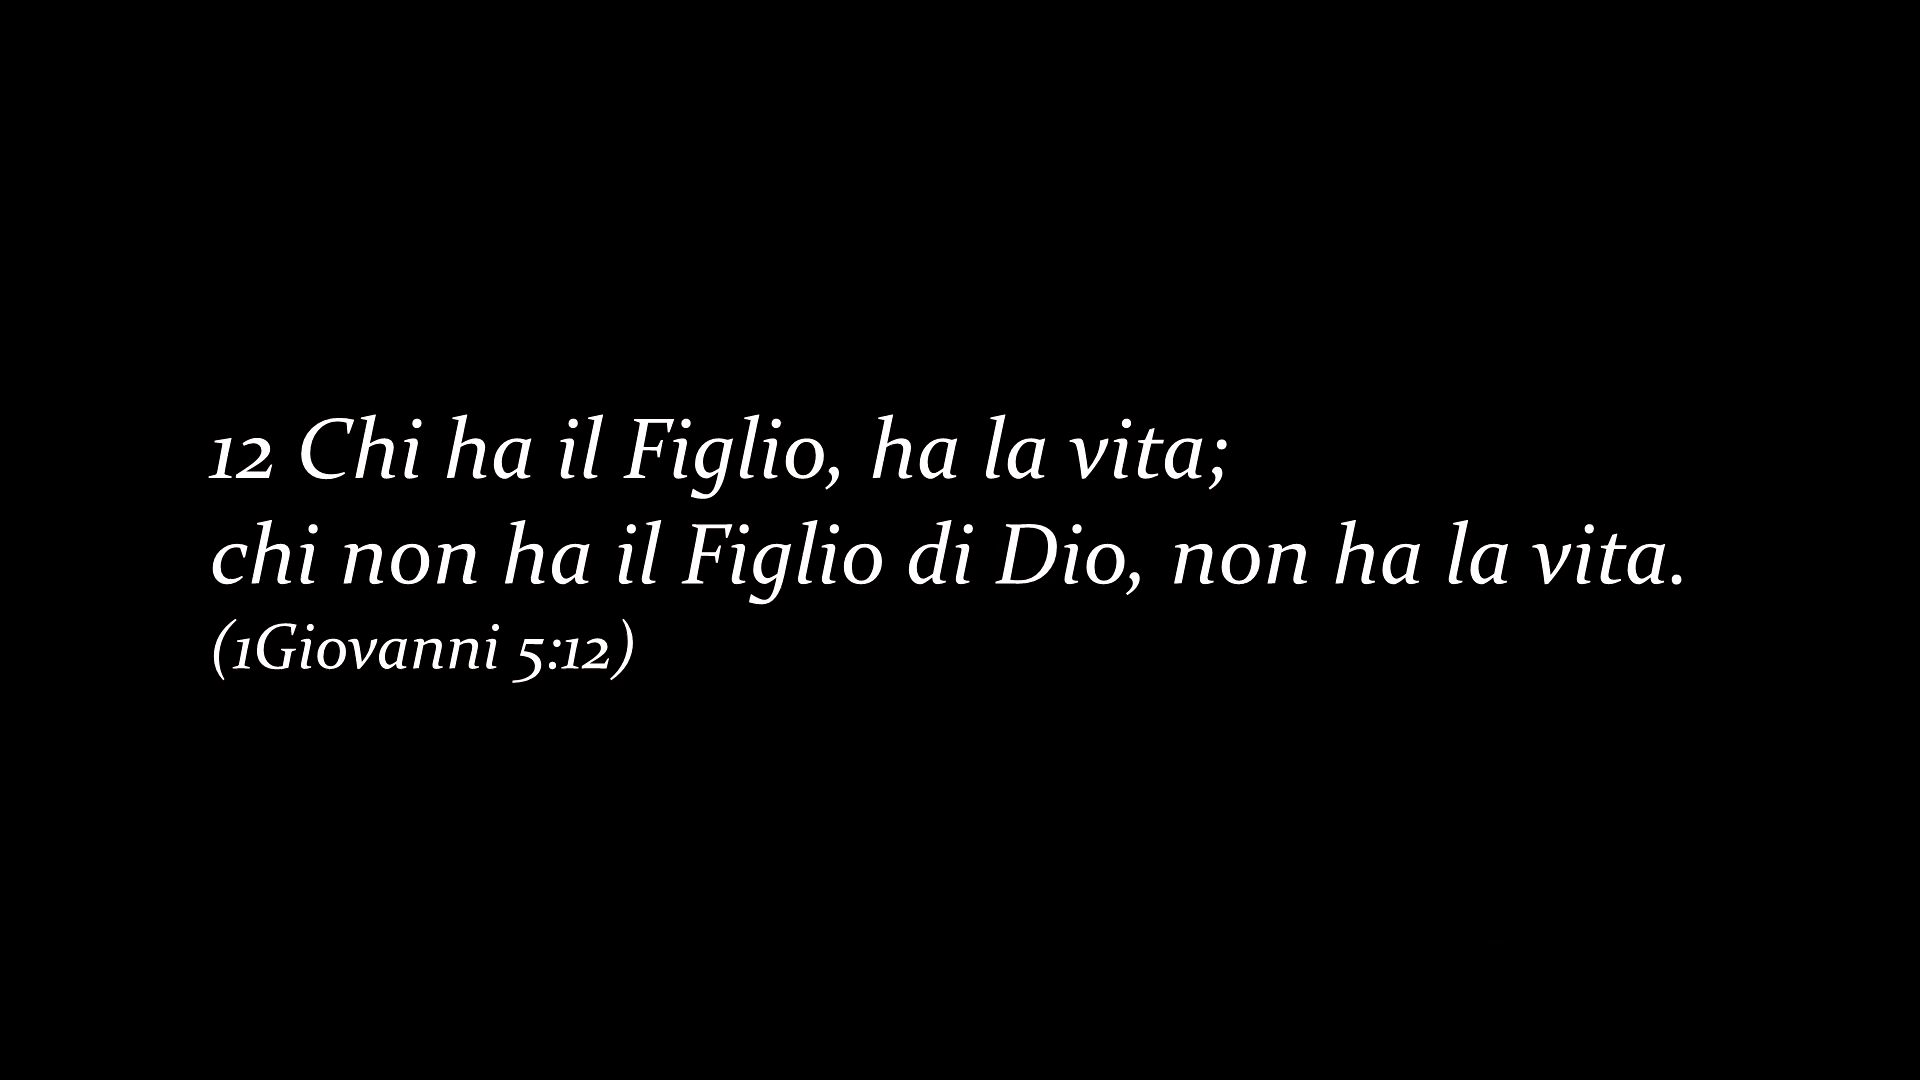 12 Chi ha il Figlio, ha la vita;
chi non ha il Figlio di Dio, non ha la vita.
(1Giovanni 5:12)